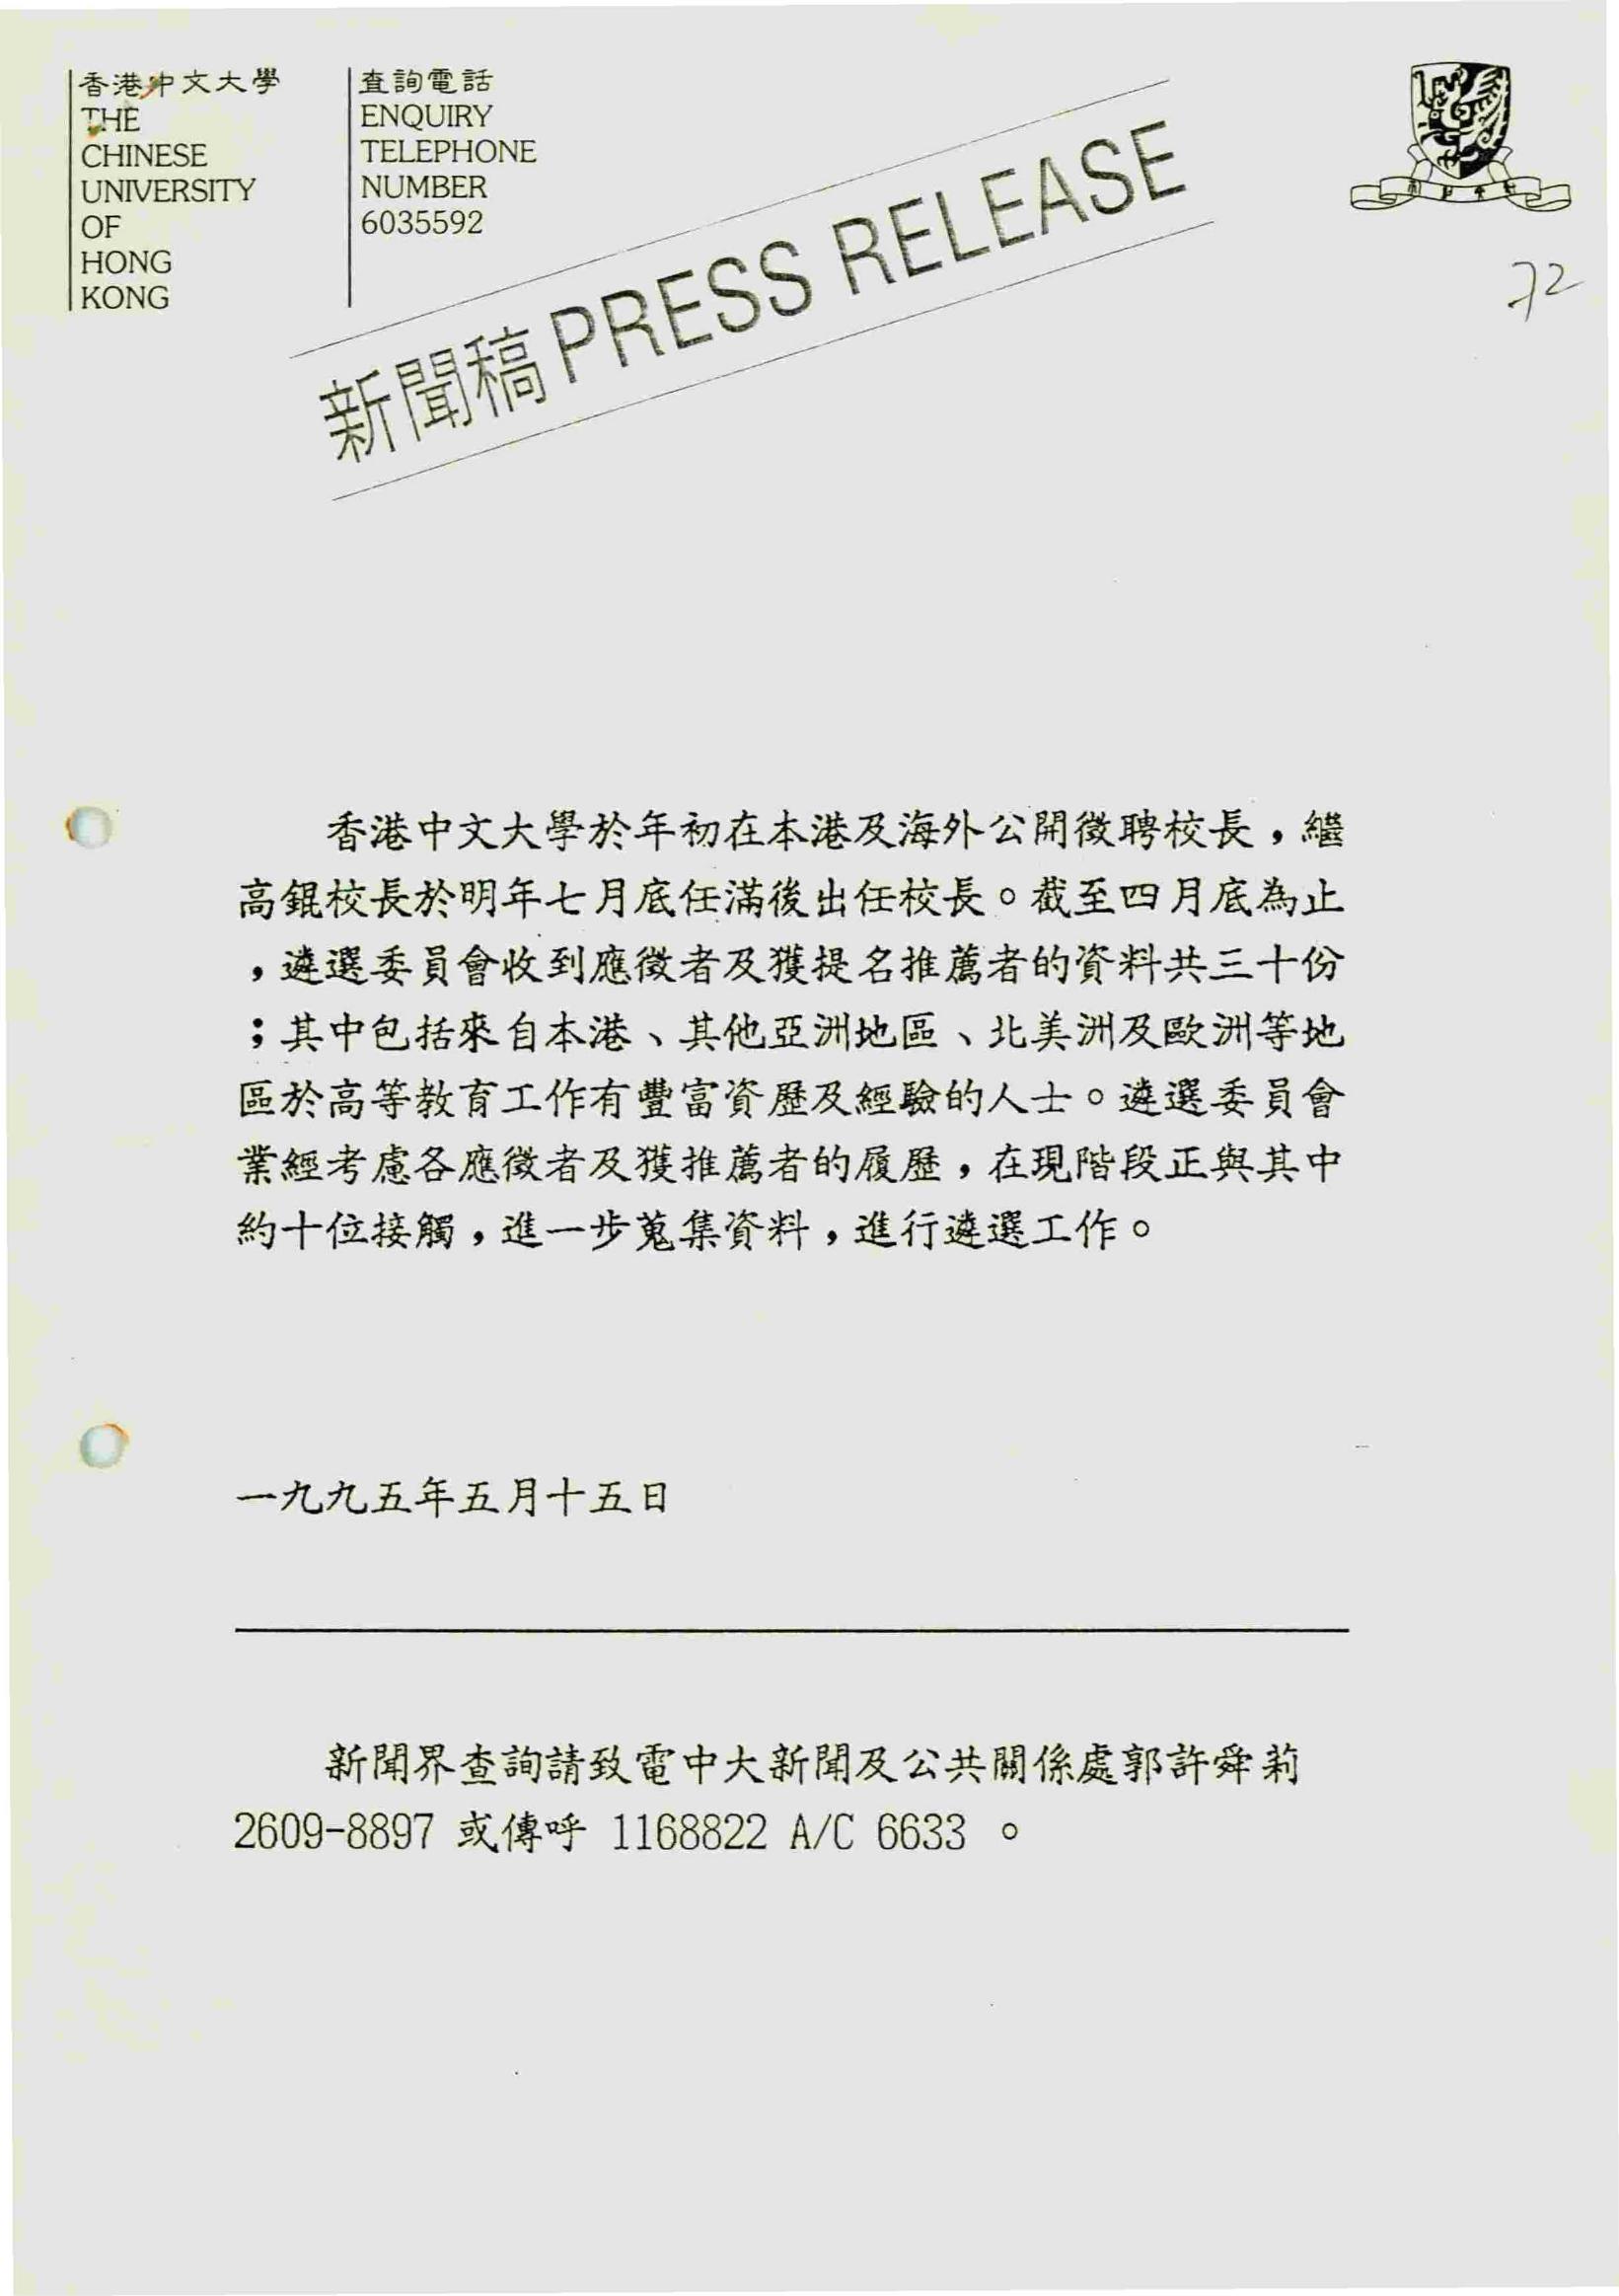 香港中文大學
THE
CHINESE
UNIVERSITY
OF
HONG
KONG
查詢電話
ENQUIRY
TELEPHONE
NUMBER
6035592
新聞稿 PRESS RELEASE
72
香港中文大學於年初在本港及海外公開徵聘校長，繼
高錕校長於明年七月底任滿後出任校長。截至四月底為止
，遴選委員會收到應徵者及獲提名推薦者的資料共三十份
；其中包括來自本港、其他亞洲地區、北美洲及歐洲等地
區於高等教育工作有豐富資歷及經驗的人士。遴選委員會
業經考慮各應徵者及獲推薦者的履歷，在現階段正與其中
約十位接觸，進一步蒐集資料，進行遴選工作。
一九九五年五月十五日
新聞界查詢請致電中大新聞及公共關係處郭許舜莉
2609-8897 或傳呼 1168822 A/C 6633 。